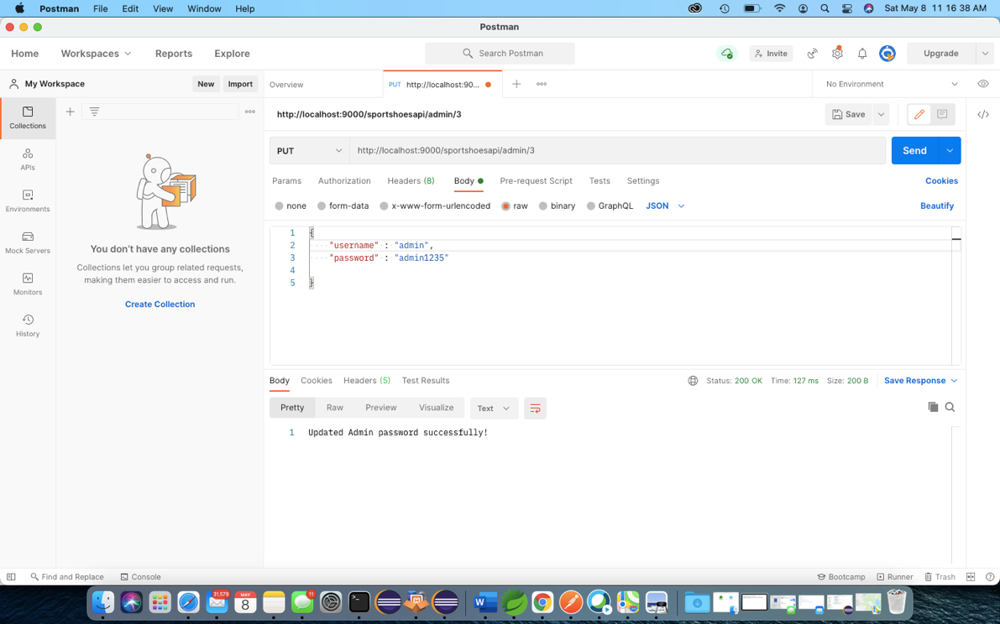 Postman File Edit View Window Help Sat May 8 11 16 38 AM
Postman
Home Workspaces Reports Explore Search Postman Invite Upgrade
My Workspace New Import Overview PUT http://localhost:90... No Environment
Collections
APIs
Environments
Mock Servers
Monitors
History
You don't have any collections
Collections let you group related requests,
making them easier to access and run.
Create Collection
http://localhost:9000/sportshoesapi/admin/3 Save
PUT http://localhost:9000/sportshoesapi/admin/3 Send
Params Authorization Headers (8) Body Pre-request Script Tests Settings Cookies
none form-data x-www-form-urlencoded raw binary GraphQL JSON Beautify
1 {
2 "username" : "admin",
3 "password" : "admin1235"
4
5 }
Body Cookies Headers (5) Test Results Status: 200 OK Time: 127 ms Size: 200 B Save Response
Pretty Raw Preview Visualize Text
1 Updated Admin password successfully!
Find and Replace Console Bootcamp Runner Trash
31,578 MAY 8 11 W